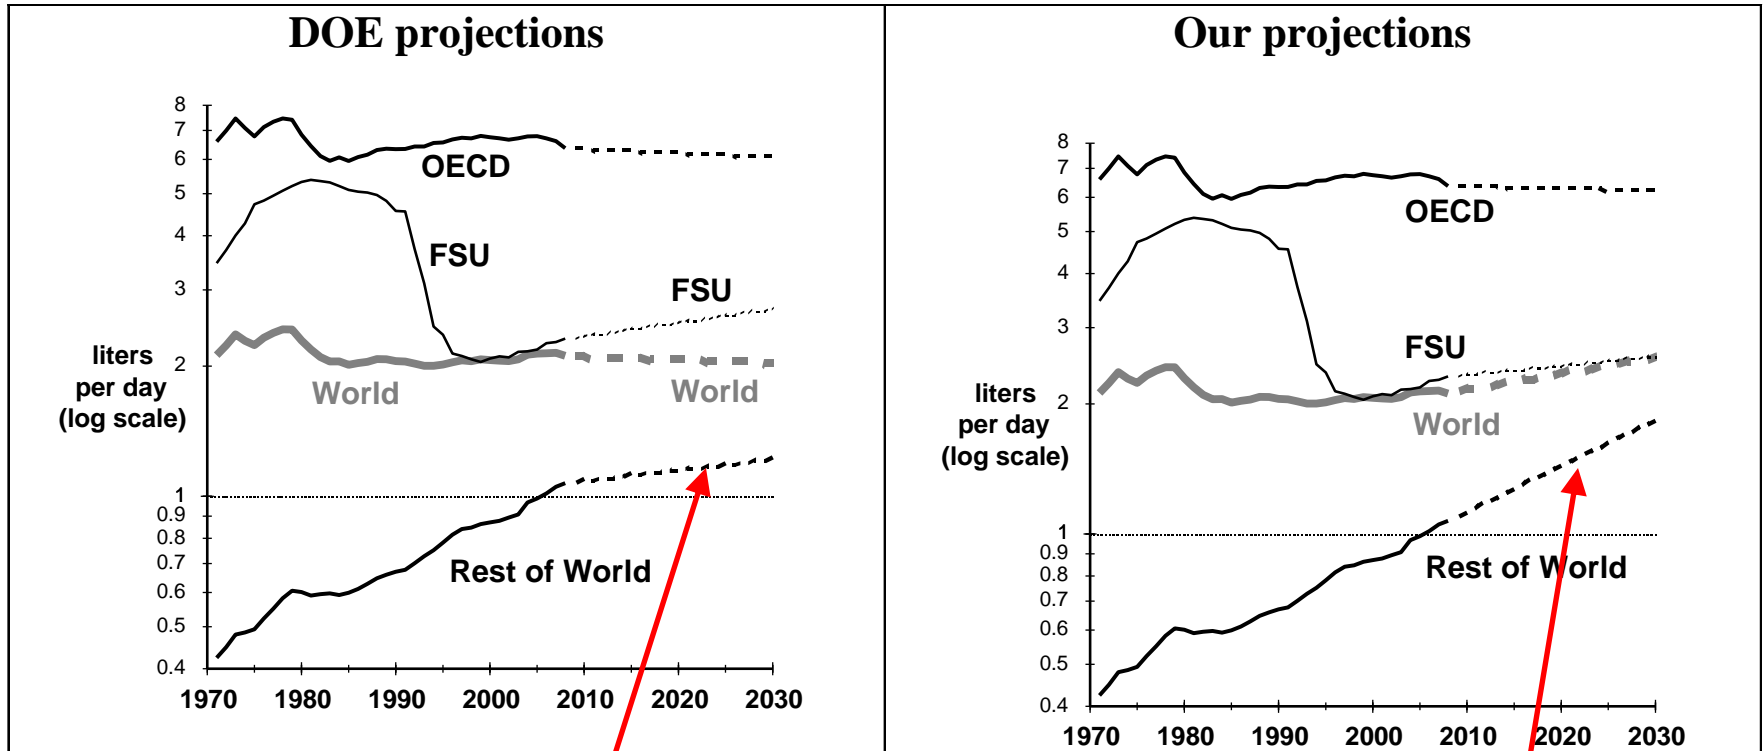 DOE projections
8
7
6
5
4
3
2
1
0.9
0.8
0.7
0.6
0.5
0.4
liters
per day
(log scale)
OECD
FSU
FSU
World
World
Rest of World
1970 1980 1990 2000 2010 2020 2030
Our projections
8
7
6
5
4
3
2
1
0.9
0.8
0.7
0.6
0.5
0.4
liters
per day
(log scale)
OECD
FSU
World
Rest of World
1970 1980 1990 2000 2010 2020 2030